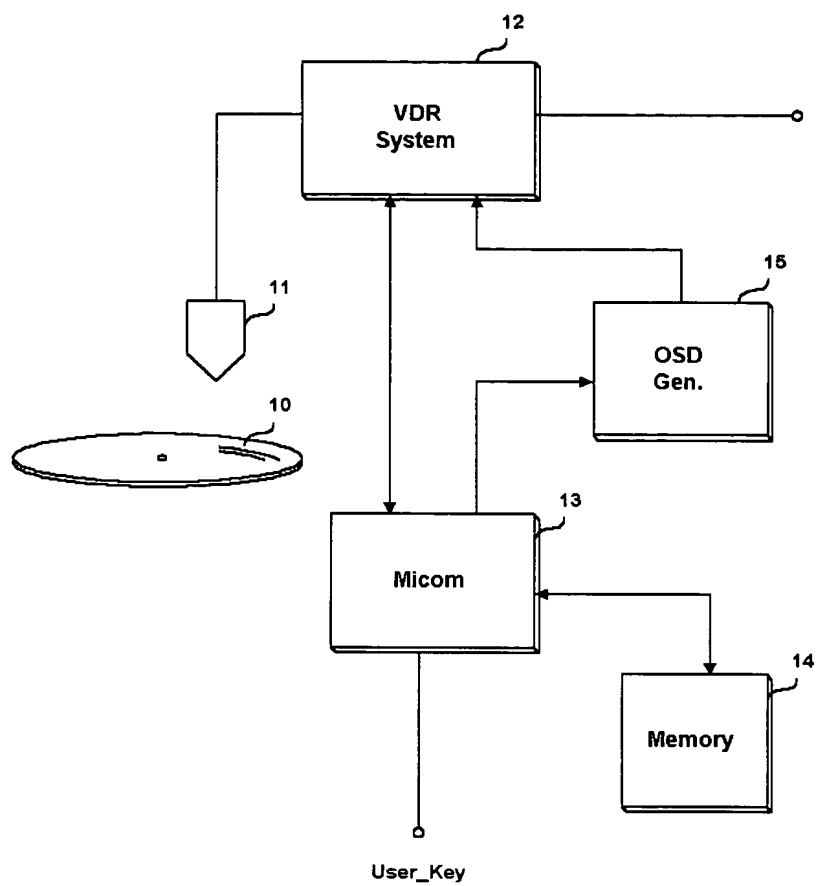 12
VDR
System
15
11
OSD
Gen.
10
13
Micom
14
Memory
User_Key